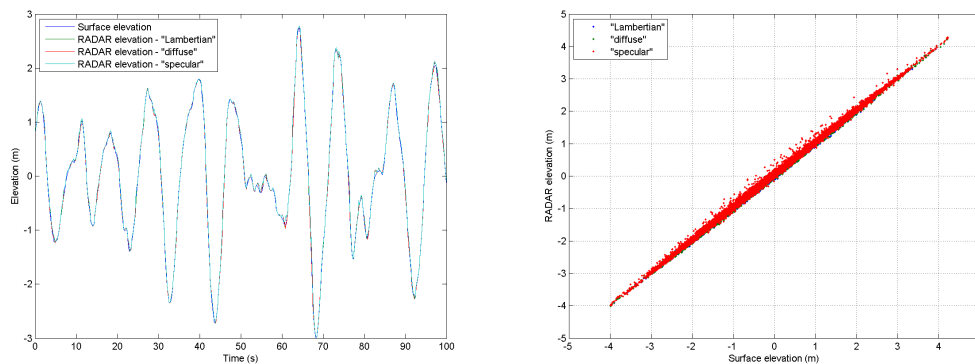 Surface elevation
RADAR elevation - "Lambertian"
RADAR elevation - "diffuse"
RADAR elevation - "specular"
3
2
1
0
-1
-2
-3
Elevation (m)
0 10 20 30 40 50 60 70 80 90 100
Time (s)
"Lambertian"
"diffuse"
"specular"
5
4
3
2
1
0
-1
-2
-3
-4
-5
RADAR elevation (m)
-5 -4 -3 -2 -1 0 1 2 3 4 5
Surface elevation (m)